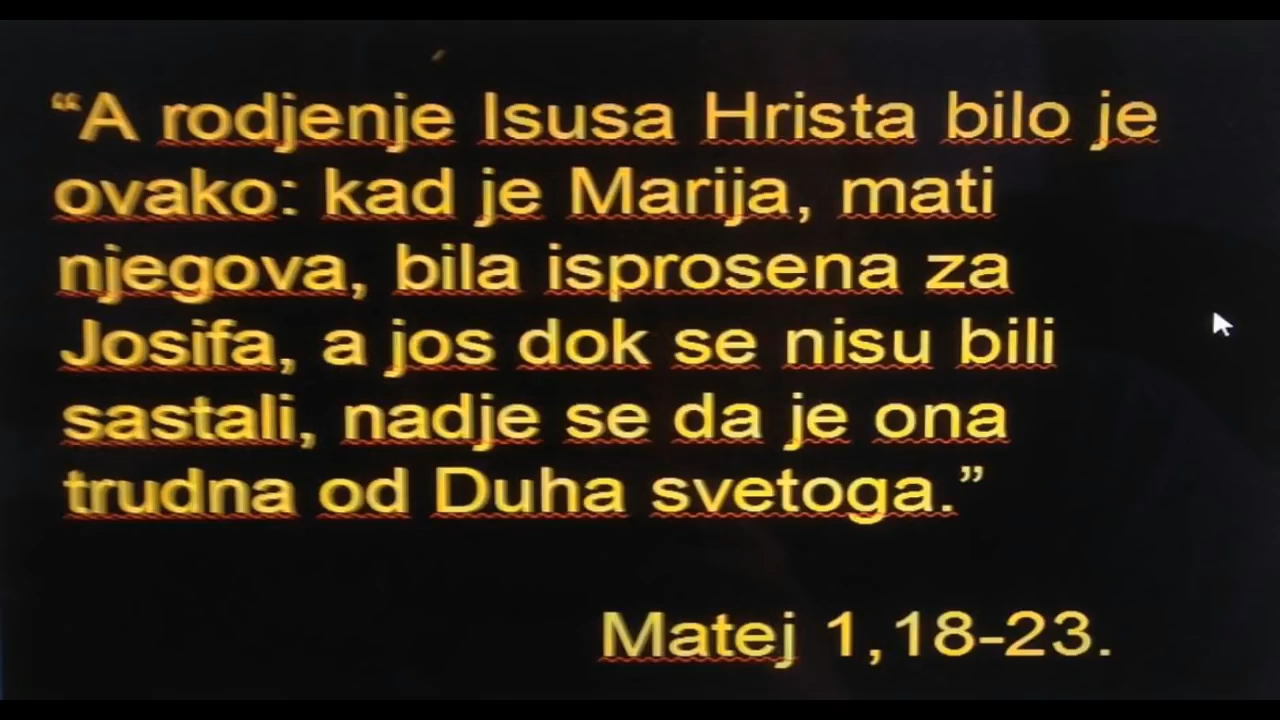 “A rodjenje Isusa Hrista bilo je
ovako: kad je Marija, mati
njegova, bila isprosena za
Josifa, a jos dok se nisu bili
sastali, nadje se da je ona
trudna od Duha svetoga.”
Matej 1,18-23.